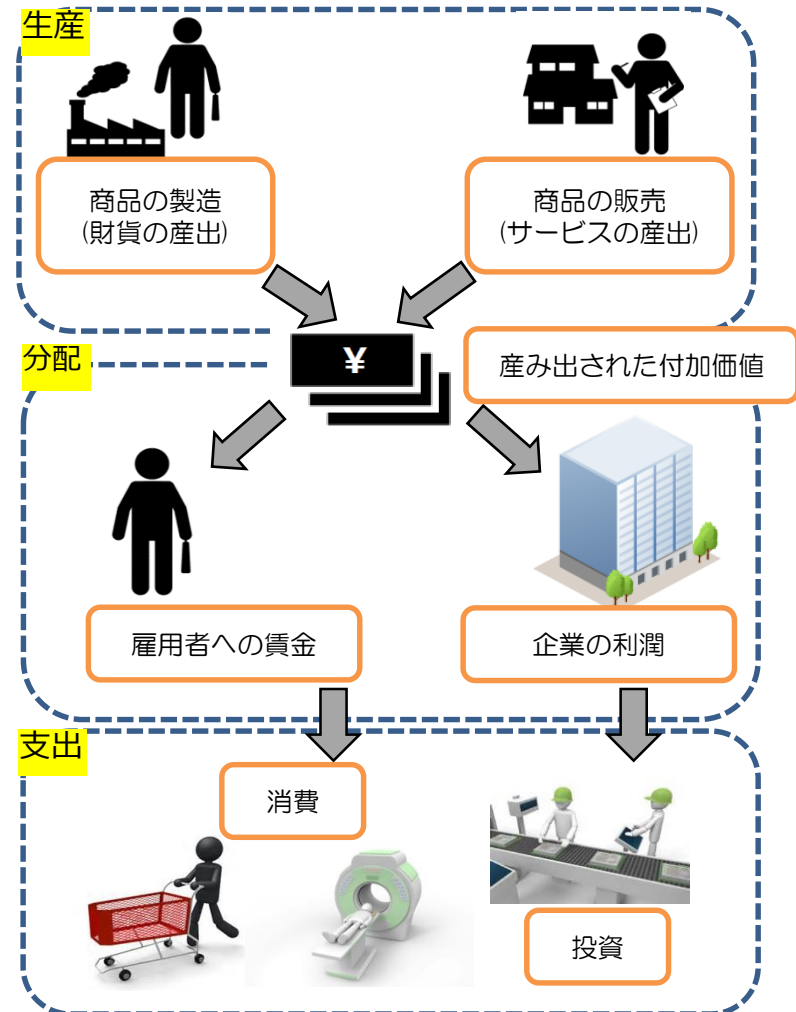 生産
商品の製造
(財貨の産出)
商品の販売
(サービスの産出)
¥
分配
産み出された付加価値
雇用者への賃金
企業の利潤
支出
消費
投資